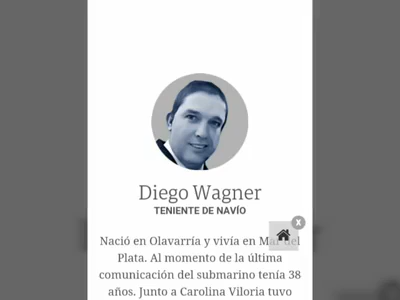 Diego Wagner
TENIENTE DE NAVÍO
X
Nació en Olavarría y vivía en Mar del
Plata. Al momento de la última
comunicación del submarino tenía 38
años. Junto a Carolina Viloria tuvo